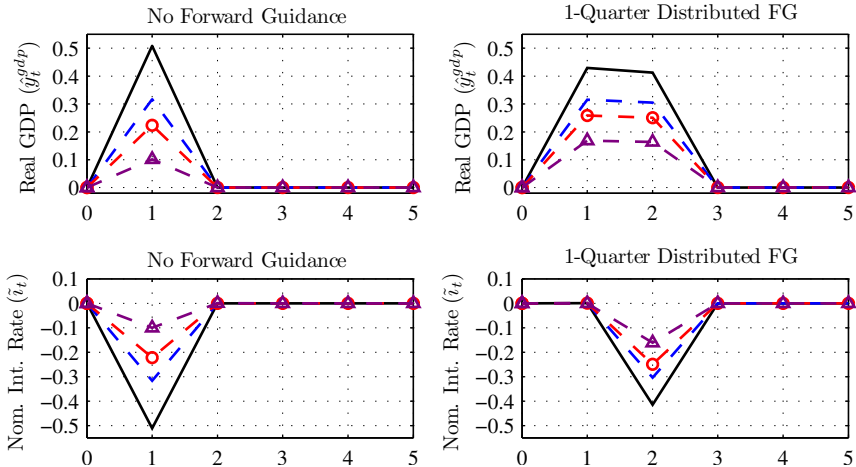 No Forward Guidance
Real GDP (ŷ_t^{gdp})
0.5
0.4
0.3
0.2
0.1
0
0 1 2 3 4 5
1-Quarter Distributed FG
Real GDP (ŷ_t^{gdp})
0.5
0.4
0.3
0.2
0.1
0
0 1 2 3 4 5
No Forward Guidance
Nom. Int. Rate (ĩ_t)
0.1
0
−0.1
−0.2
−0.3
−0.4
−0.5
0 1 2 3 4 5
1-Quarter Distributed FG
Nom. Int. Rate (ĩ_t)
0.1
0
−0.1
−0.2
−0.3
−0.4
−0.5
0 1 2 3 4 5